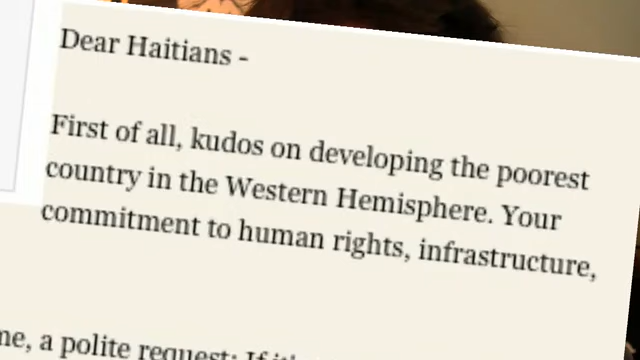 Dear Haitians -
First of all, kudos on developing the poorest
country in the Western Hemisphere. Your
commitment to human rights, infrastructure,
a polite request: If